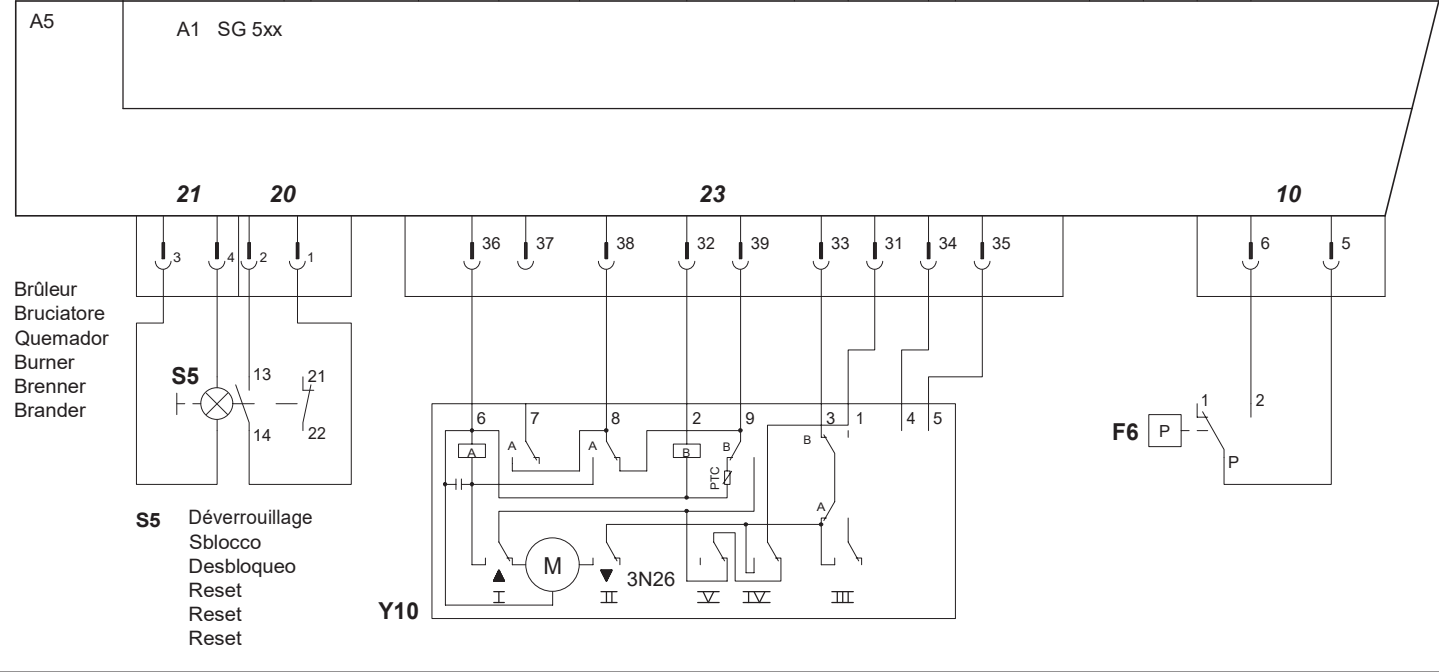 A5
A1 SG 5xx
21 20 23 10
3 4 2 1 36 37 38 32 39 33 31 34 35 6 5
Brûleur
Bruciatore
Quemador
Burner
Brenner
Brander
S5 13 21
14 22
6 7 8 2 9 3 1 4 5
A A A B B B
PTC
A
M
3N26
I II V IV III
Y10
F6 P 1 2
P
S5 Déverrouillage
Sblocco
Desbloqueo
Reset
Reset
Reset